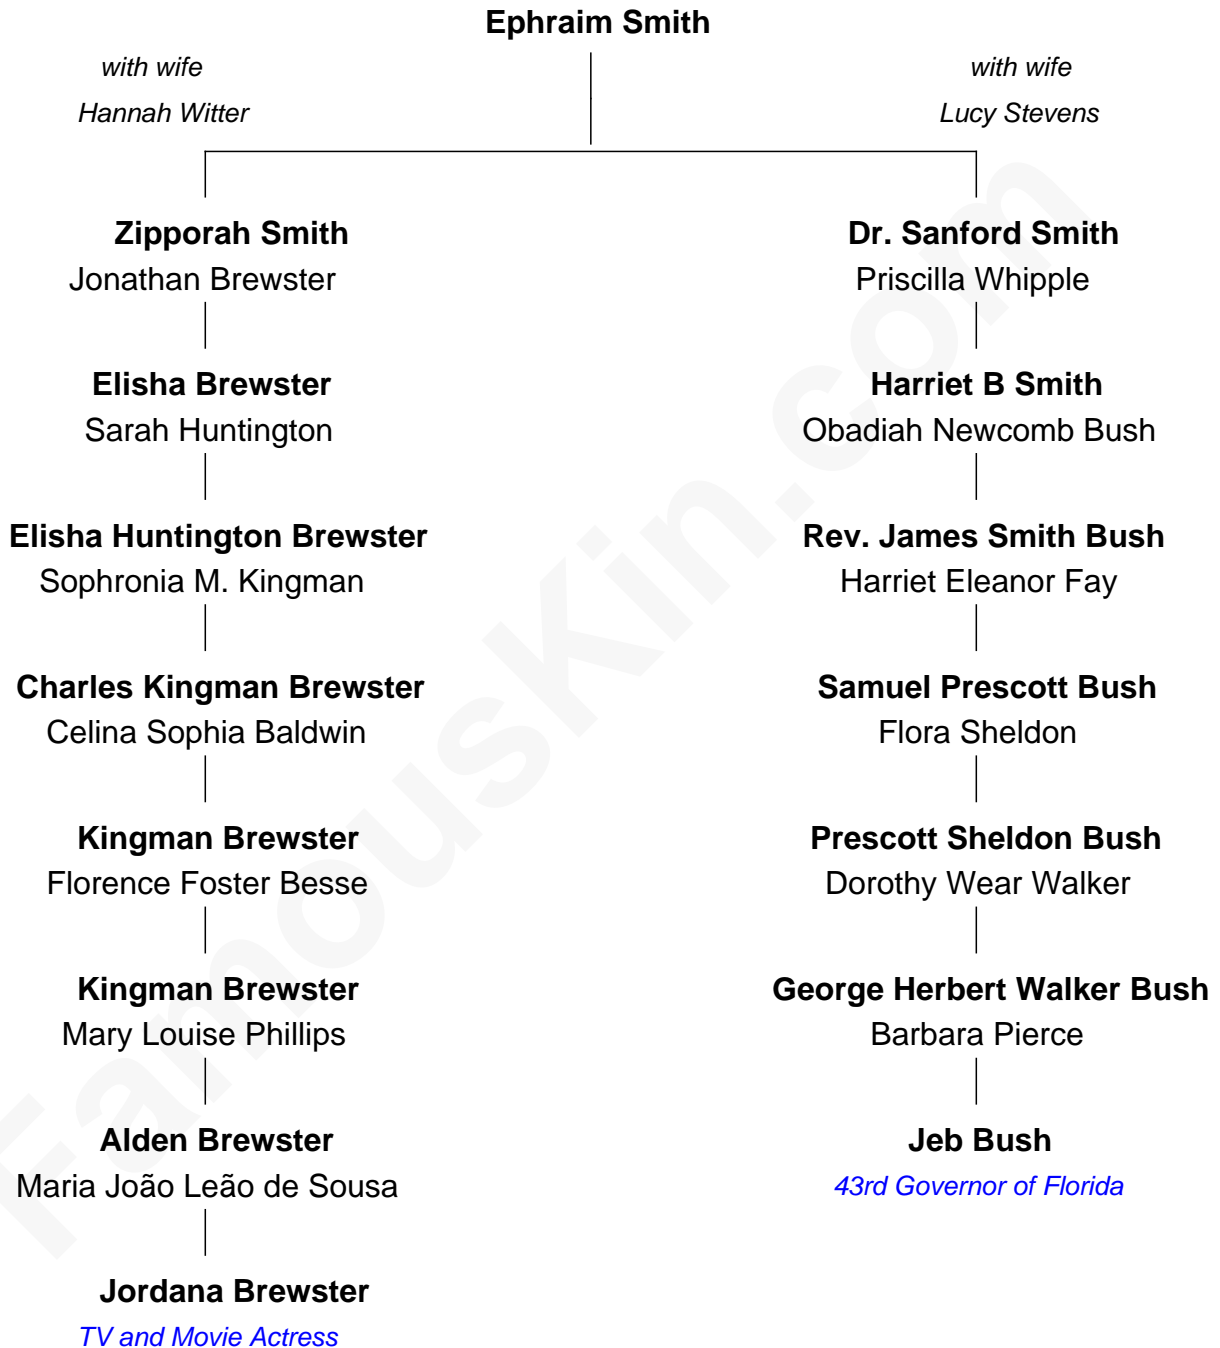 Ephraim Smith
with wife
Hannah Witter
with wife
Lucy Stevens
Zipporah Smith
Jonathan Brewster
Elisha Brewster
Sarah Huntington
Elisha Huntington Brewster
Sophronia M. Kingman
Charles Kingman Brewster
Celina Sophia Baldwin
Kingman Brewster
Florence Foster Besse
Kingman Brewster
Mary Louise Phillips
Alden Brewster
Maria João Leão de Sousa
Jordana Brewster
TV and Movie Actress
Dr. Sanford Smith
Priscilla Whipple
Harriet B Smith
Obadiah Newcomb Bush
Rev. James Smith Bush
Harriet Eleanor Fay
Samuel Prescott Bush
Flora Sheldon
Prescott Sheldon Bush
Dorothy Wear Walker
George Herbert Walker Bush
Barbara Pierce
Jeb Bush
43rd Governor of Florida
FamousKin.com